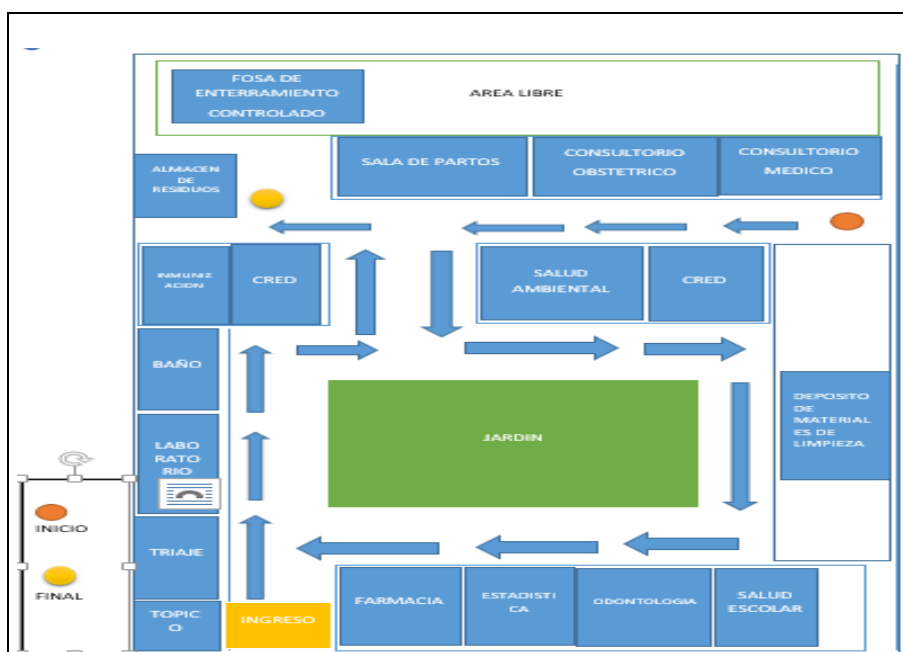 FOSA DE
ENTERRAMIENTO
CONTROLADO
AREA LIBRE
ALMACEN
DE
RESIDUOS
SALA DE PARTOS
CONSULTORIO
OBSTETRICO
CONSULTORIO
MEDICO
INMUNIZ
ACION
CRED
SALUD
AMBIENTAL
CRED
BAÑO
LABO
RATO
RIO
JARDIN
DEPOSITO
DE
MATERIAL
ES DE
LIMPIEZA
INICIO
FINAL
TRIAJE
TOPIC
O
INGRESO
FARMACIA
ESTADISTI
CA
ODONTOLOGIA
SALUD
ESCOLAR